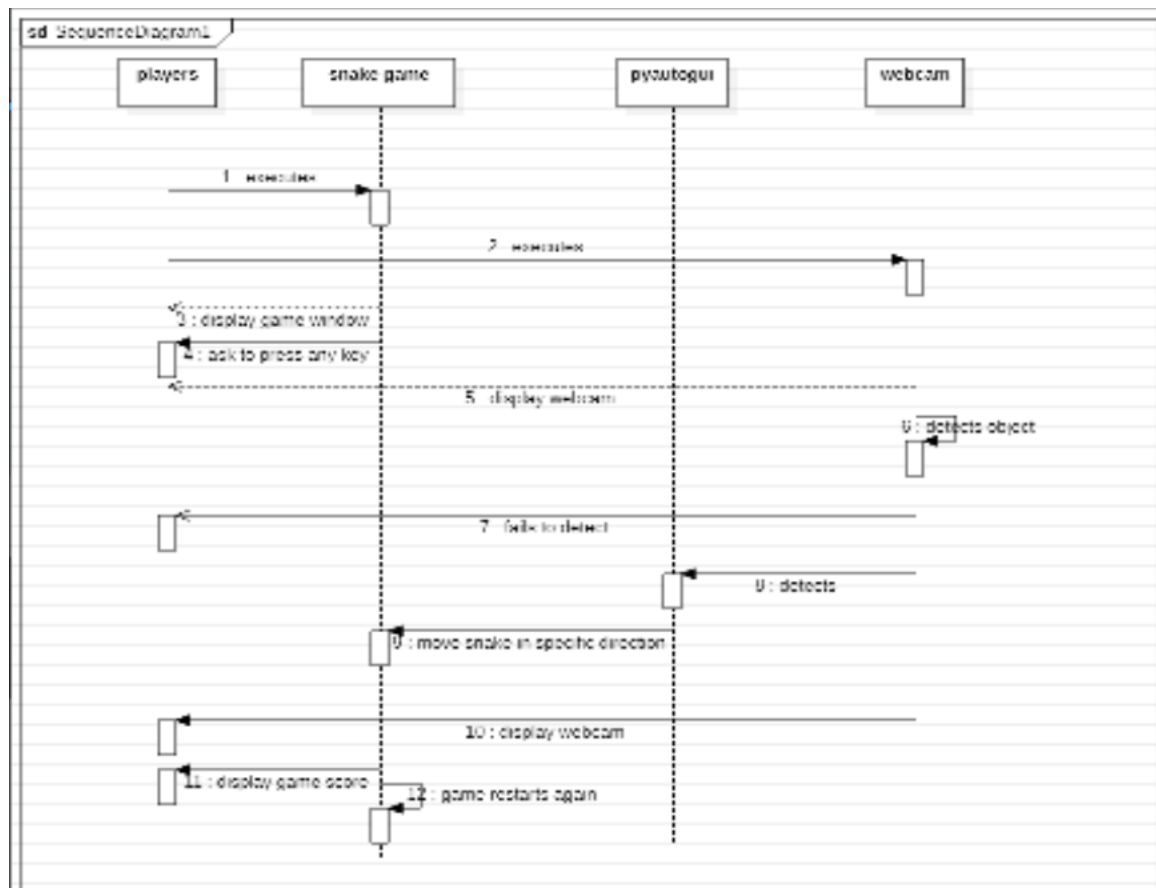 sd SequenceDiagram1
players
snake game
pyautogui
webcam
1 : executes
2 : executes
3 : display game window
4 : ask to press any key
5 : display webcam
6 : detects object
7 : fails to detect
8 : detects
9 : move snake in specific direction
10 : display webcam
11 : display game score
12 : game restarts again